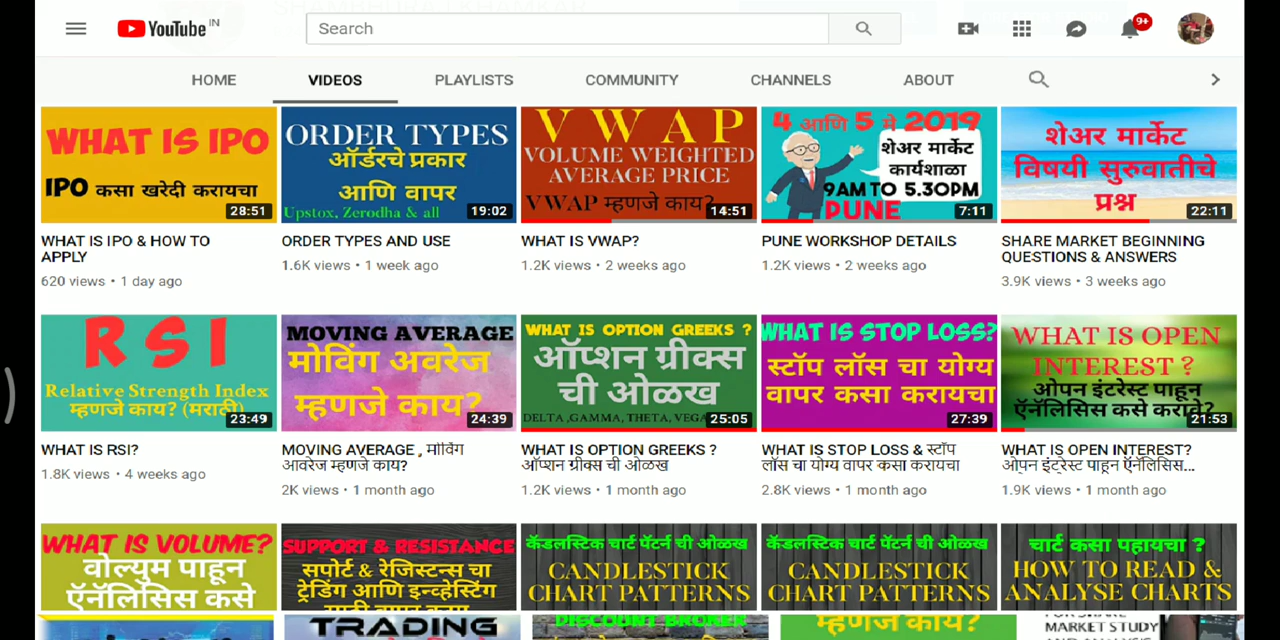 YouTube IN
Search
9+
HOME VIDEOS PLAYLISTS COMMUNITY CHANNELS ABOUT
WHAT IS IPO
IPO कसा खरेदी करायचा
28:51
WHAT IS IPO & HOW TO
APPLY
620 views • 1 day ago
ORDER TYPES
ऑर्डरचे प्रकार
आणि वापर
Upstox, Zerodha & all
19:02
ORDER TYPES AND USE
1.6K views • 1 week ago
V W A P
VOLUME WEIGHTED
AVERAGE PRICE
VWAP म्हणजे काय?
14:51
WHAT IS VWAP?
1.2K views • 2 weeks ago
4 आणि 5 मे 2019
शेअर मार्केट
कार्यशाळा
9AM TO 5.30PM
PUNE
7:11
PUNE WORKSHOP DETAILS
1.2K views • 2 weeks ago
शेअर मार्केट
विषयी सुरुवातीचे
प्रश्न
22:11
SHARE MARKET BEGINNING
QUESTIONS & ANSWERS
3.9K views • 3 weeks ago
R S I
Relative Strength Index
म्हणजे काय? (मराठी)
23:49
WHAT IS RSI?
1.8K views • 4 weeks ago
MOVING AVERAGE
मोविंग अवरेज
म्हणजे काय?
24:39
MOVING AVERAGE , मोविंग
आवरेज म्हणजे काय?
2K views • 1 month ago
WHAT IS OPTION GREEKS ?
ऑप्शन ग्रीक्स
ची ओळख
DELTA ,GAMMA, THETA, VEGA
25:05
WHAT IS OPTION GREEKS ?
ऑप्शन ग्रीक्स ची ओळख
1.2K views • 1 month ago
WHAT IS STOP LOSS?
स्टॉप लॉस चा योग्य
वापर कसा करायचा
27:39
WHAT IS STOP LOSS & स्टॉप
लॉस चा योग्य वापर कसा करायचा
2.8K views • 1 month ago
WHAT IS OPEN
INTEREST ?
ओपन इंटरेस्ट पाहून
ऍनॅलिसिस कसे करावे?
21:53
WHAT IS OPEN INTEREST?
ओपन इंटरेस्ट पाहून ऍनॅलिसिस...
1.9K views • 1 month ago
WHAT IS VOLUME?
वोल्युम पाहून
ऍनॅलिसिस कसे
SUPPORT & RESISTANCE
सपोर्ट & रेजिस्टन्स चा
ट्रेडिंग आणि इन्व्हेस्टिंग
साठी वापर कसा
कॅडलस्टिक चार्ट पॅटर्न ची ओळख
CANDLESTICK
CHART PATTERNS
कॅडलस्टिक चार्ट पॅटर्न ची ओळख
CANDLESTICK
CHART PATTERNS
चार्ट कसा पहायचा ?
HOW TO READ &
ANALYSE CHARTS
TRADING
DISCOUNT BROKER
म्हणजे काय?
MARKET STUDY